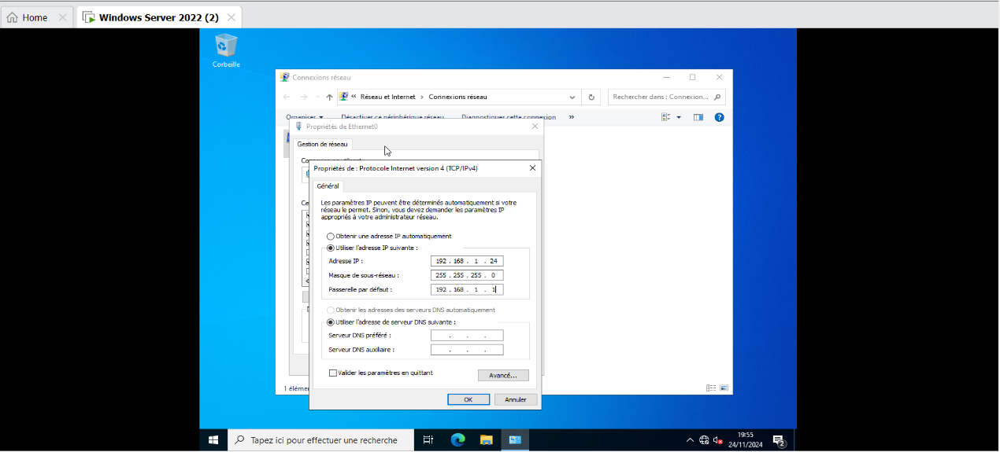 Home
Windows Server 2022 (2)
Corbeille
Connexions réseau
« Réseau et Internet > Connexions réseau
Rechercher dans : Connexion...
Organiser Désactiver ce périphérique réseau Diagnostiquer cette connexion »
Propriétés de Ethernet0
Gestion de réseau
Propriétés de : Protocole Internet version 4 (TCP/IPv4)
Général
Les paramètres IP peuvent être déterminés automatiquement si votre
réseau le permet. Sinon, vous devez demander les paramètres IP
appropriés à votre administrateur réseau.
Obtenir une adresse IP automatiquement
Utiliser l'adresse IP suivante :
Adresse IP : 192 . 168 . 1 . 24
Masque de sous-réseau : 255 . 255 . 255 . 0
Passerelle par défaut : 192 . 168 . 1 . 1
Obtenir les adresses des serveurs DNS automatiquement
Utiliser l'adresse de serveur DNS suivante :
Serveur DNS préféré : . . .
Serveur DNS auxiliaire : . . .
Valider les paramètres en quittant
Avancé...
OK Annuler
Tapez ici pour effectuer une recherche
19:55
24/11/2024
2